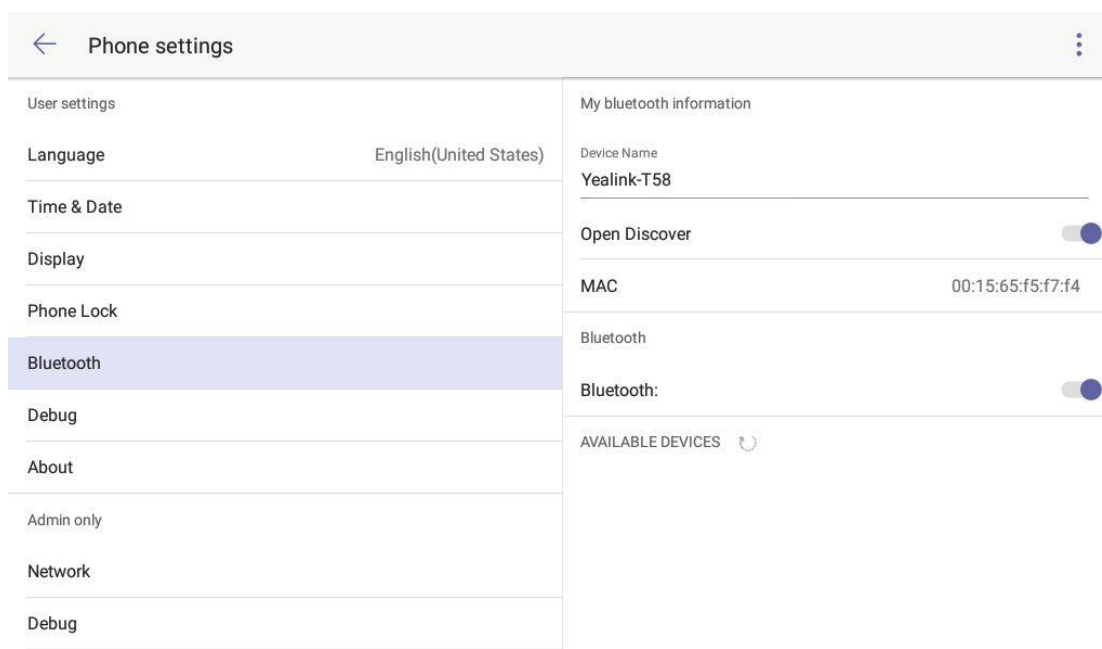 Phone settings
User settings
Language English(United States)
Time & Date
Display
Phone Lock
Bluetooth
Debug
About
Admin only
Network
Debug
My bluetooth information
Device Name
Yealink-T58
Open Discover
MAC 00:15:65:f5:f7:f4
Bluetooth
Bluetooth:
AVAILABLE DEVICES